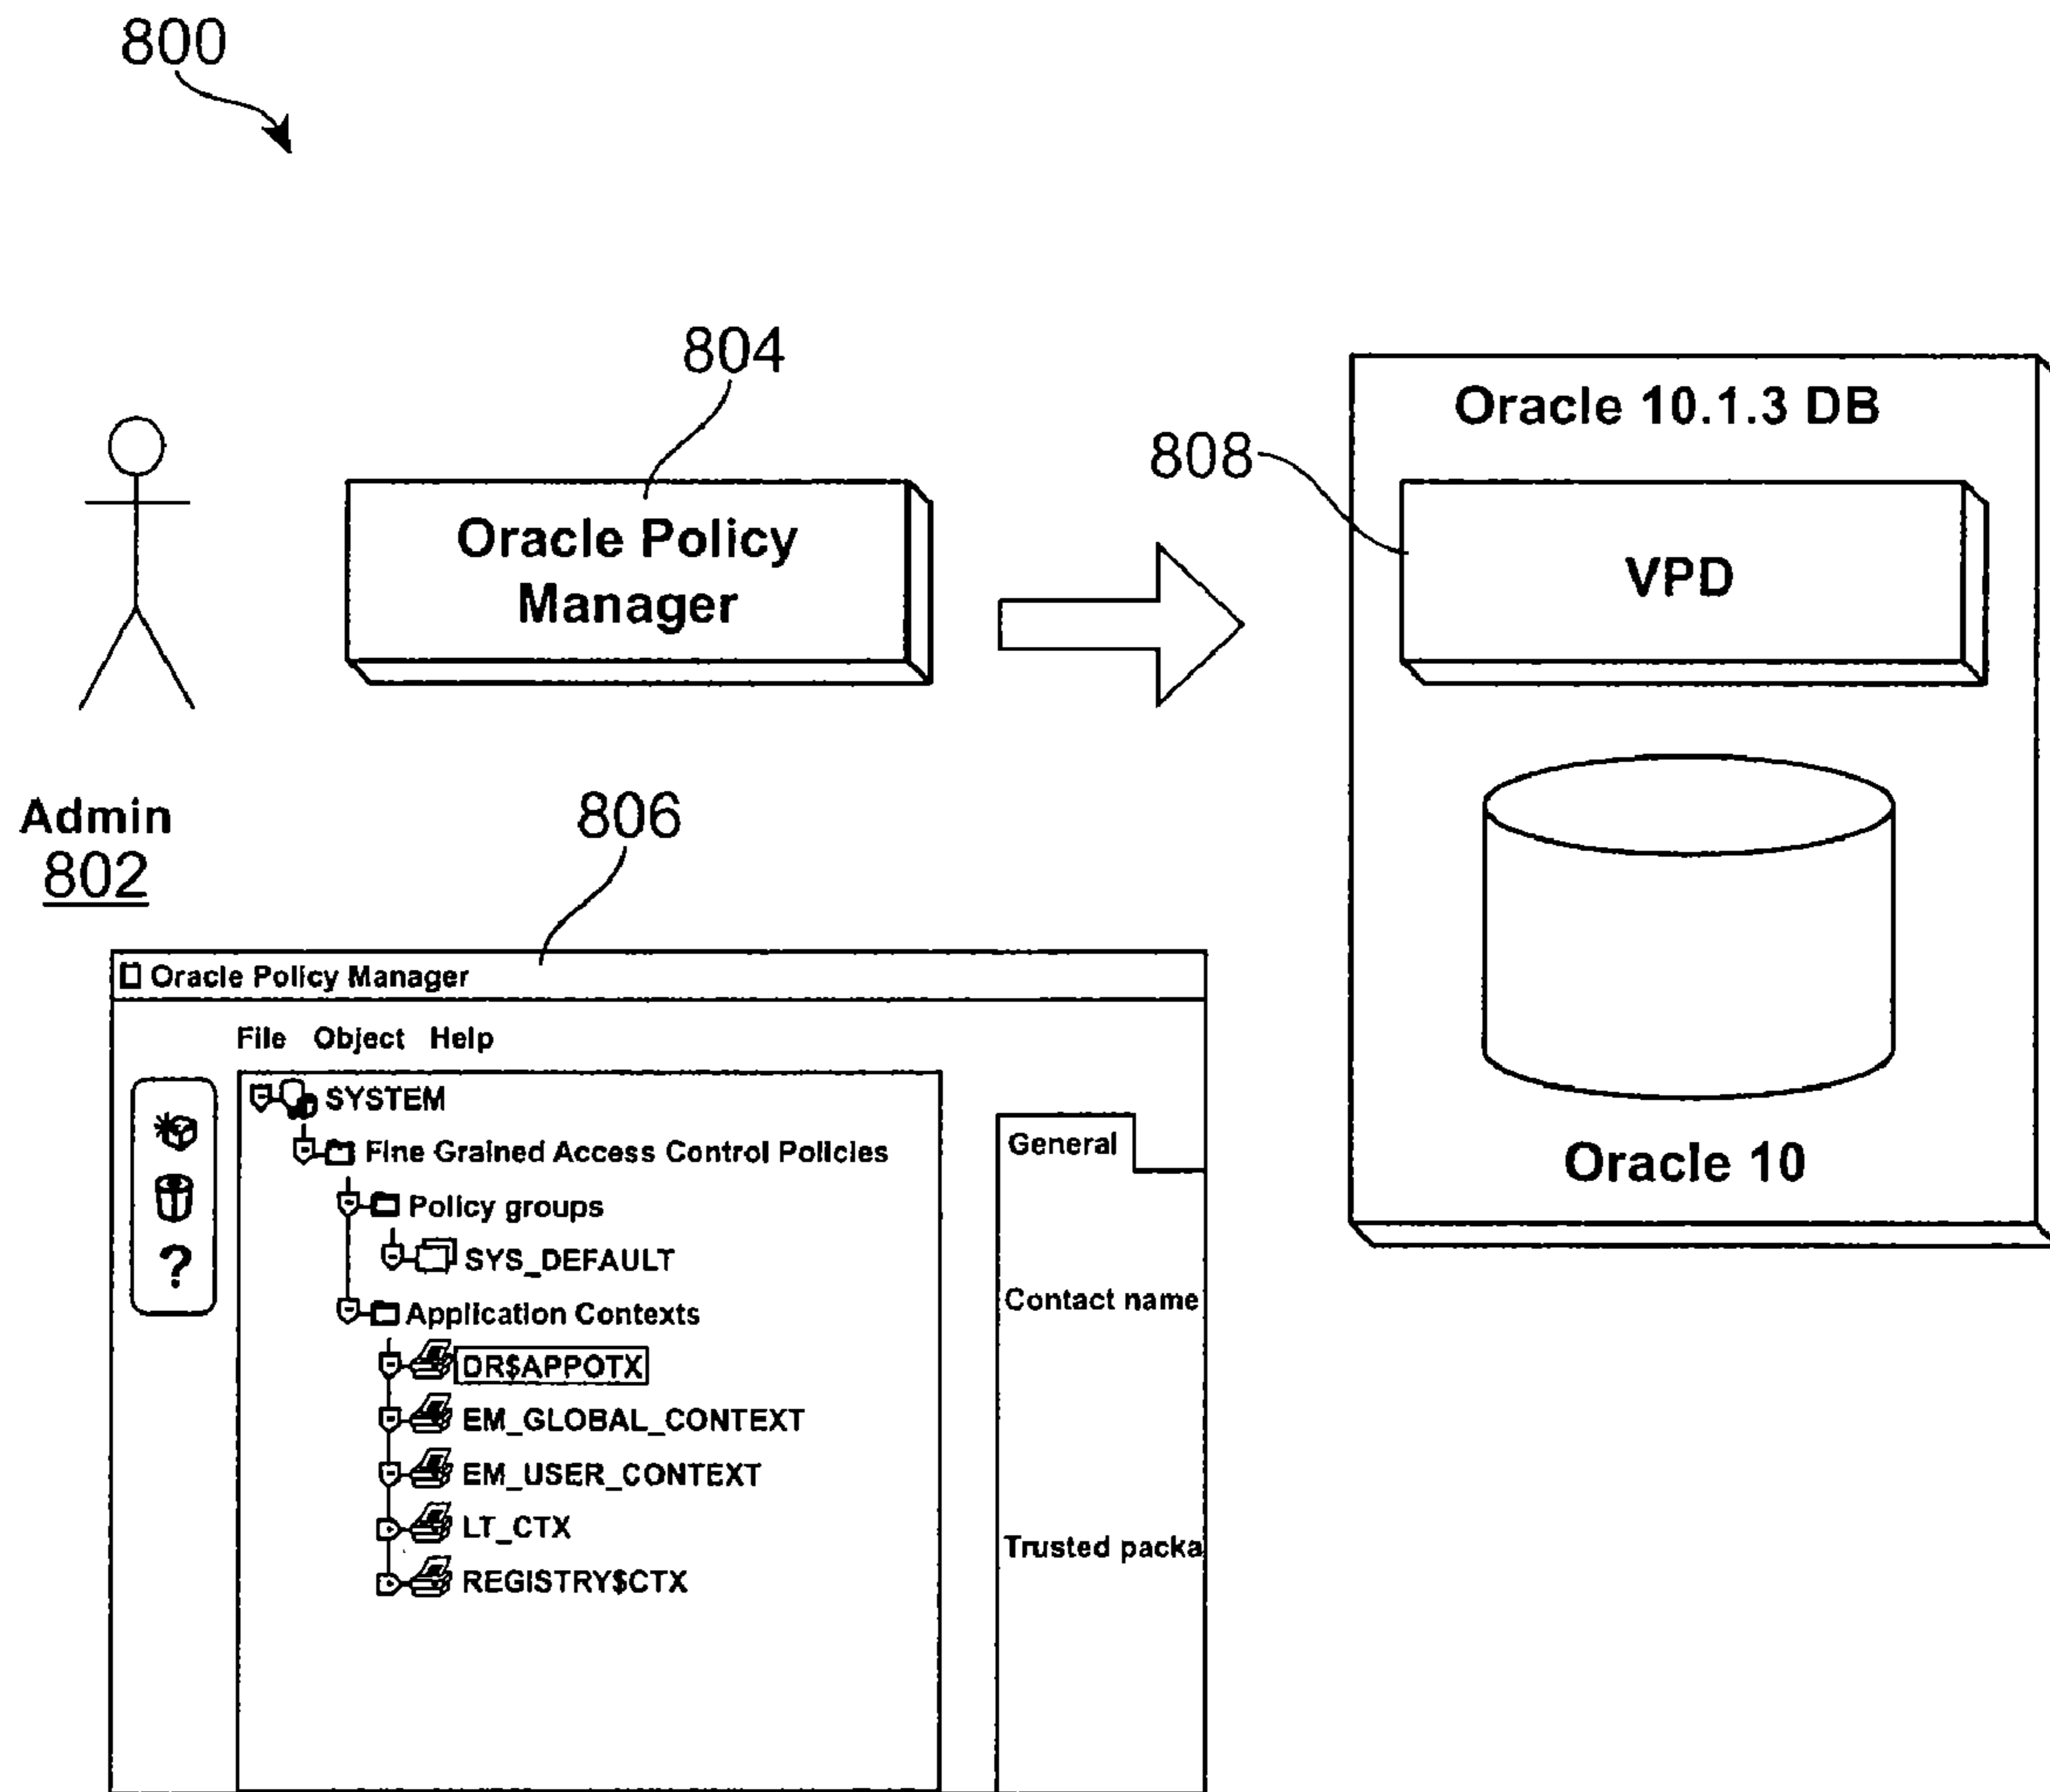 800
804
Oracle 10.1.3 DB
808
Oracle Policy
Manager
VPD
Admin
802
806
Oracle Policy Manager
File Object Help
SYSTEM
Fine Grained Access Control Policies
General
Policy groups
SYS_DEFAULT
Contact name
Application Contexts
DR$APPOTX
EM_GLOBAL_CONTEXT
EM_USER_CONTEXT
LT_CTX
Trusted packa
REGISTRY$CTX
?
Oracle 10